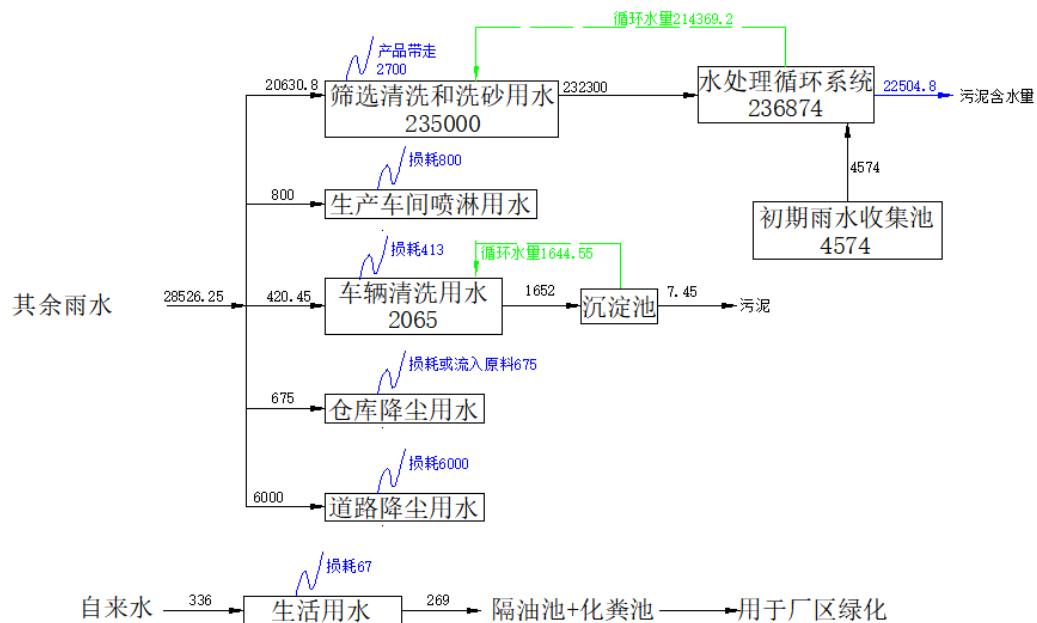 循环水量214369.2
产品带走
2700
20630.8
筛选清洗和洗砂用水
235000
232300
水处理循环系统
236874
22504.8
污泥含水量
4574
初期雨水收集池
4574
损耗800
800
生产车间喷淋用水
损耗413
循环水量1644.55
其余雨水
28526.25
420.45
车辆清洗用水
2065
1652
沉淀池
7.45
污泥
损耗或流入原料675
675
仓库降尘用水
损耗6000
6000
道路降尘用水
损耗67
自来水
336
生活用水
269
隔油池+化粪池
用于厂区绿化